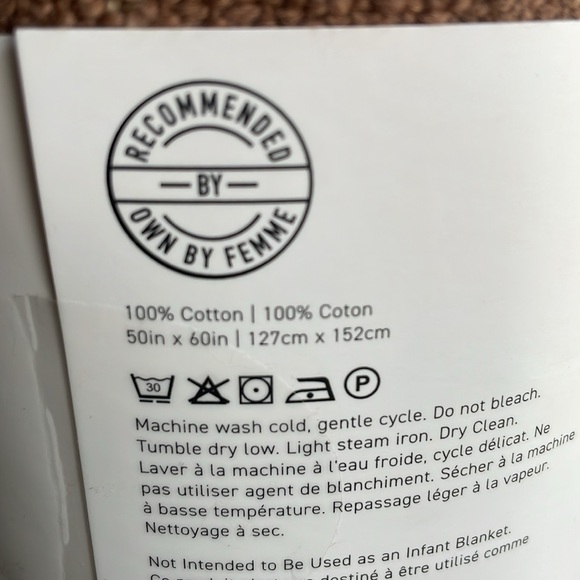 RECOMMENDED
BY
OWN BY FEMME
100% Cotton | 100% Coton
50in x 60in | 127cm x 152cm
30 P
Machine wash cold, gentle cycle. Do not bleach.
Tumble dry low. Light steam iron. Dry Clean.
Laver à la machine à l'eau froide, cycle délicat. Ne
pas utiliser agent de blanchiment. Sécher à la machine
à basse température. Repassage léger à la vapeur.
Nettoyage à sec.
Not Intended to Be Used as an Infant Blanket.
destiné à être utilisé comme